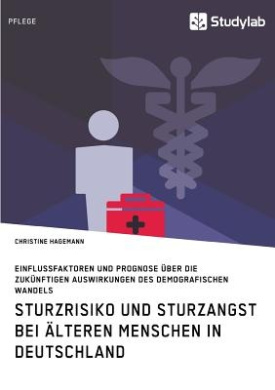 PFLEGE
Studylab
CHRISTINE HAGEMANN
EINFLUSSFAKTOREN UND PROGNOSE ÜBER DIE
ZUKÜNFTIGEN AUSWIRKUNGEN DES DEMOGRAFISCHEN
WANDELS
STURZRISIKO UND STURZANGST
BEI ÄLTEREN MENSCHEN IN
DEUTSCHLAND